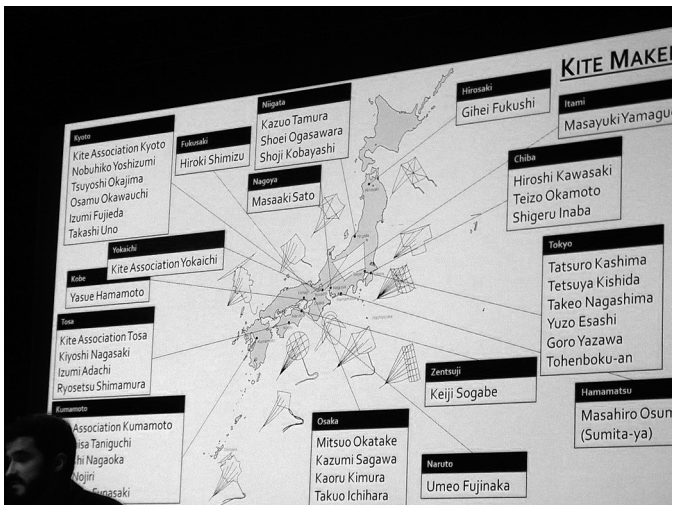 KITE
Kyoto
Kite Association Kyoto
Nobuhiko Yoshizumi
Tsuyoshi Okajima
Osamu Okawauchi
Izumi Fujieda
Takashi Uno
Fukusaki
Hiroki Shimizu
Niigata
Kazuo Tamura
Shoei Ogasawara
Shoji Kobayashi
Nagoya
Masaaki Sato
Hirosaki
Gihei Fukushi
Itami
Masayuki
Chiba
Hiroshi Kawasaki
Teizo Okamoto
Shigeru Inaba
Yokaichi
Kite Association Yokaichi
Kobe
Yasue Hamamoto
Tosa
Kite Association Tosa
Kiyoshi Nagasaki
Izumi Adachi
Ryosetsu Shimamura
Kumamoto
Association Kumamoto
Taniguchi
Nagaoka
Nojiri
Tokyo
Tatsuro Kashima
Tetsuya Kishida
Takeo Nagashima
Yuzo Esashi
Goro Yazawa
Tohenboku-an
Zentsuji
Keiji Sogabe
Hamamatsu
Masahiro
(Sumita-ya)
Osaka
Mitsuo Okatake
Kazumi Sagawa
Kaoru Kimura
Takuo Ichihara
Naruto
Umeo Fujinaka